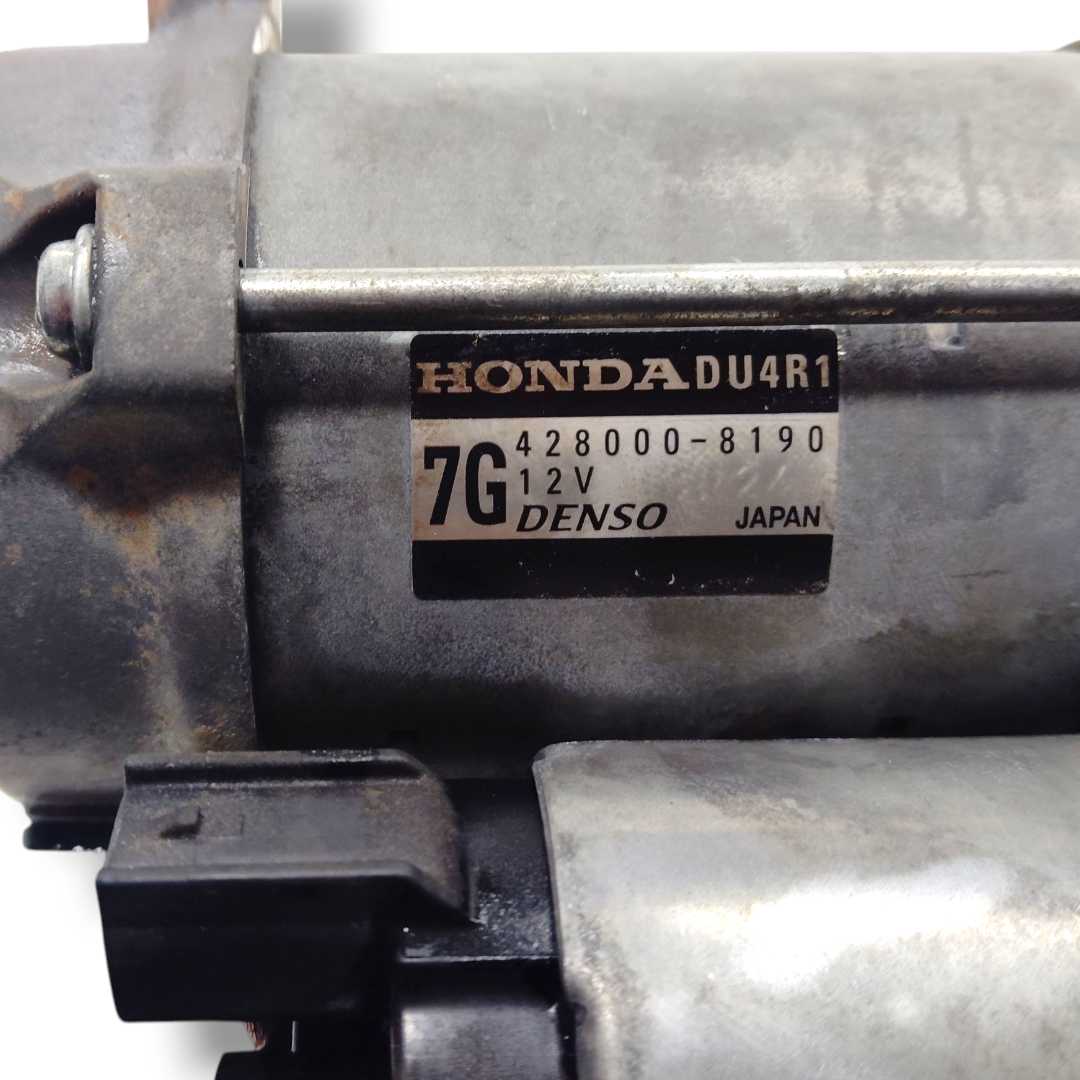 HONDA DU4R1
7G 428000-8190
12V
DENSO JAPAN